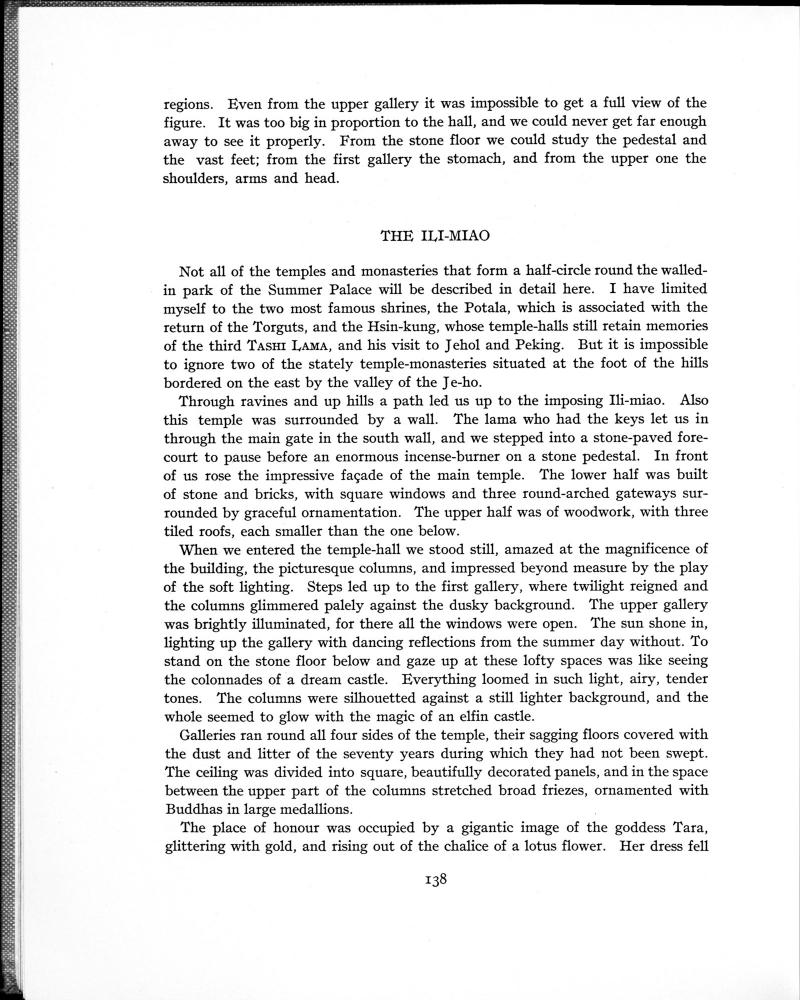 regions. Even from the upper gallery it was impossible to get a full view of the
figure. It was too big in proportion to the hall, and we could never get far enough
away to see it properly. From the stone floor we could study the pedestal and
the vast feet; from the first gallery the stomach, and from the upper one the
shoulders, arms and head.
THE ILI-MIAO
Not all of the temples and monasteries that form a half-circle round the walled-
in park of the Summer Palace will be described in detail here. I have limited
myself to the two most famous shrines, the Potala, which is associated with the
return of the Torguts, and the Hsin-kung, whose temple-halls still retain memories
of the third TASHI LAMA, and his visit to Jehol and Peking. But it is impossible
to ignore two of the stately temple-monasteries situated at the foot of the hills
bordered on the east by the valley of the Je-ho.
Through ravines and up hills a path led us up to the imposing Ili-miao. Also
this temple was surrounded by a wall. The lama who had the keys let us in
through the main gate in the south wall, and we stepped into a stone-paved fore-
court to pause before an enormous incense-burner on a stone pedestal. In front
of us rose the impressive façade of the main temple. The lower half was built
of stone and bricks, with square windows and three round-arched gateways sur-
rounded by graceful ornamentation. The upper half was of woodwork, with three
tiled roofs, each smaller than the one below.
When we entered the temple-hall we stood still, amazed at the magnificence of
the building, the picturesque columns, and impressed beyond measure by the play
of the soft lighting. Steps led up to the first gallery, where twilight reigned and
the columns glimmered palely against the dusky background. The upper gallery
was brightly illuminated, for there all the windows were open. The sun shone in,
lighting up the gallery with dancing reflections from the summer day without. To
stand on the stone floor below and gaze up at these lofty spaces was like seeing
the colonnades of a dream castle. Everything loomed in such light, airy, tender
tones. The columns were silhouetted against a still lighter background, and the
whole seemed to glow with the magic of an elfin castle.
Galleries ran round all four sides of the temple, their sagging floors covered with
the dust and litter of the seventy years during which they had not been swept.
The ceiling was divided into square, beautifully decorated panels, and in the space
between the upper part of the columns stretched broad friezes, ornamented with
Buddhas in large medallions.
The place of honour was occupied by a gigantic image of the goddess Tara,
glittering with gold, and rising out of the chalice of a lotus flower. Her dress fell
138